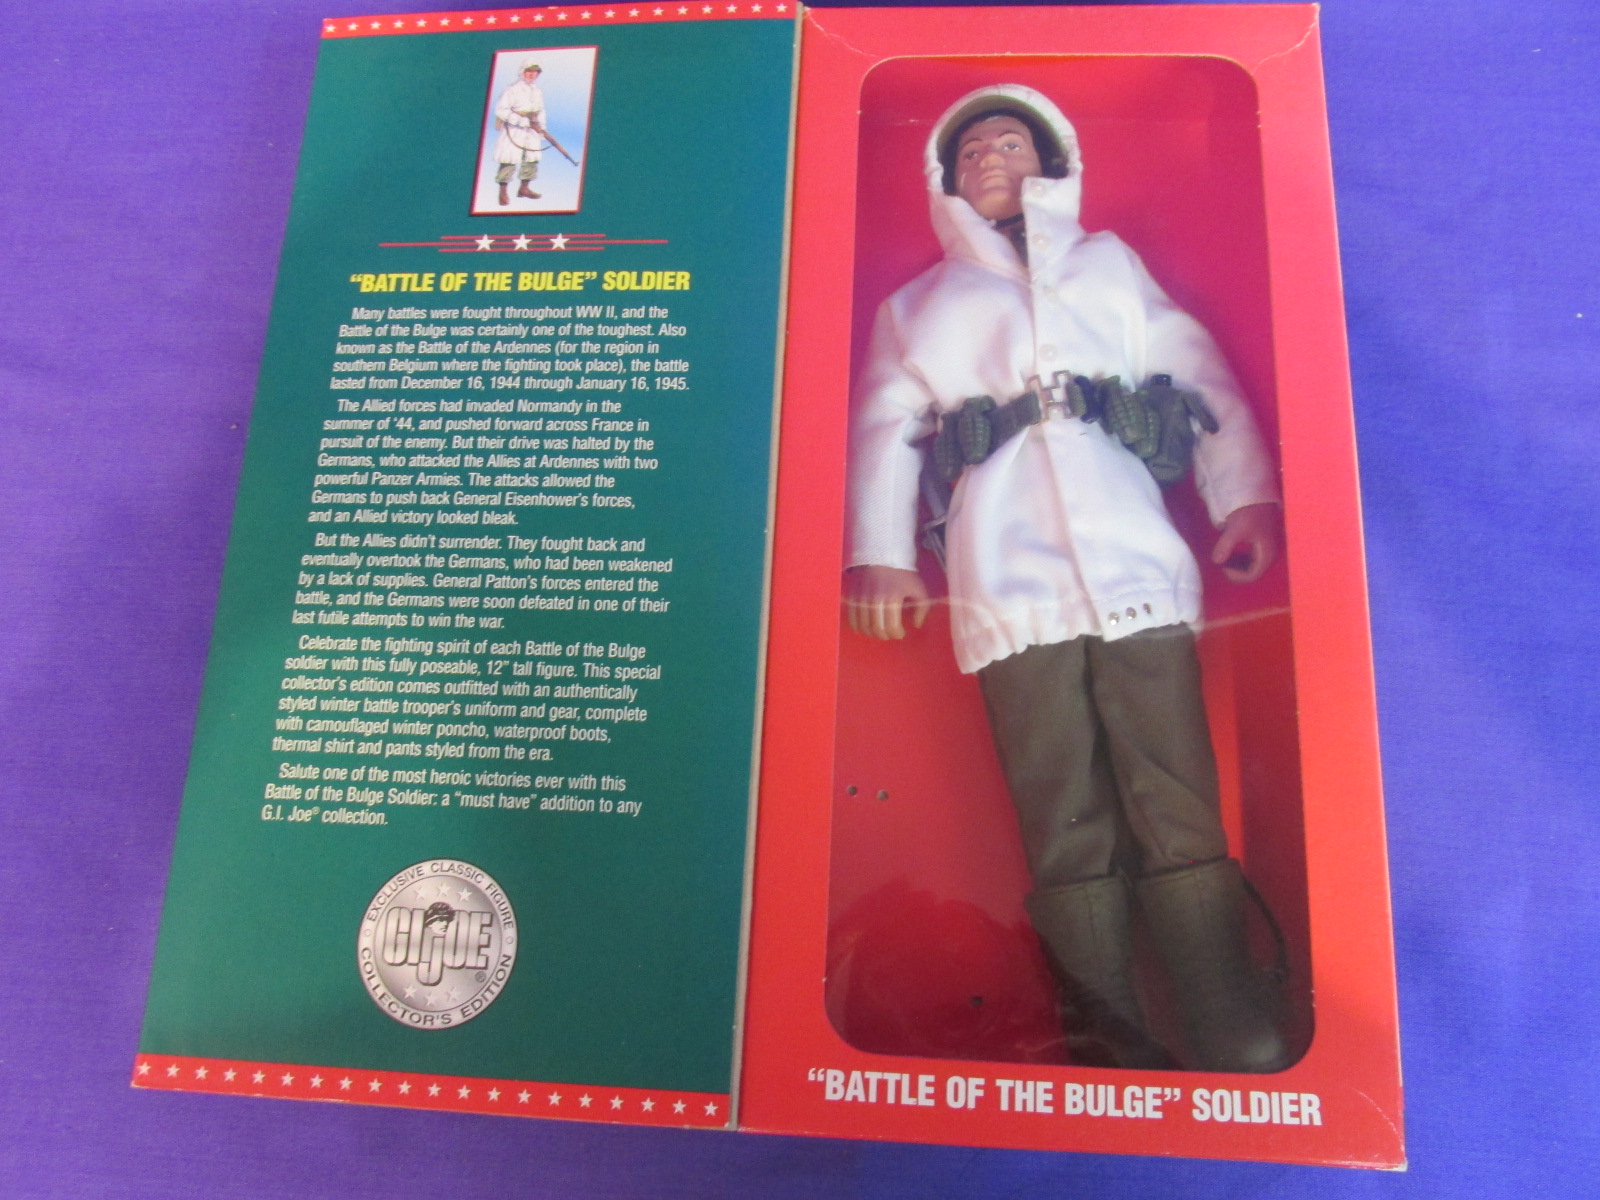 “BATTLE OF THE BULGE” SOLDIER
Many battles were fought throughout WW II, and the
Battle of the Bulge was certainly one of the toughest. Also
known as the Battle of the Ardennes (for the region in
southern Belgium where the fighting took place), the battle
lasted from December 16, 1944 through January 16, 1945.
The Allied forces had invaded Normandy in the
summer of ‘44, and pushed forward across France in
pursuit of the enemy. But their drive was halted by the
Germans, who attacked the Allies at Ardennes with two
powerful Panzer Armies. The attacks allowed the
Germans to push back General Eisenhower's forces,
and an Allied victory looked bleak.
But the Allies didn't surrender. They fought back and
eventually overtook the Germans, who had been weakened
by a lack of supplies. General Patton's forces entered the
battle, and the Germans were soon defeated in one of their
last futile attempts to win the war.
Celebrate the fighting spirit of each Battle of the Bulge
soldier with this fully poseable, 12” tall figure. This special
collector's edition comes outfitted with an authentically
styled winter battle trooper's uniform and gear, complete
with camouflaged winter poncho, waterproof boots,
thermal shirt and pants styled from the era.
Salute one of the most heroic victories ever with this
Battle of the Bulge Soldier: a “must have” addition to any
G.I. Joe® collection.
EXCLUSIVE CLASSIC FIGURE
GI JOE®
COLLECTOR'S EDITION
“BATTLE OF THE BULGE” SOLDIER